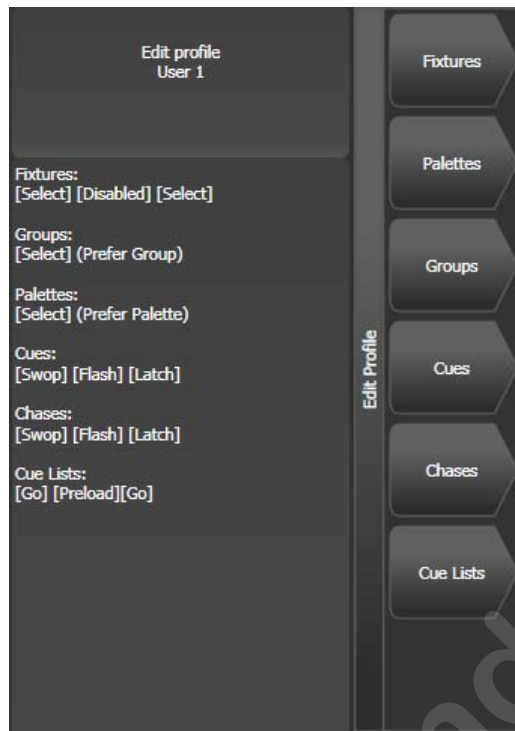 Edit profile
User 1
Fixtures:
[Select] [Disabled] [Select]
Groups:
[Select] (Prefer Group)
Palettes:
[Select] (Prefer Palette)
Cues:
[Swop] [Flash] [Latch]
Chases:
[Swop] [Flash] [Latch]
Cue Lists:
[Go] [Preload][Go]
Edit Profile
Fixtures
Palettes
Groups
Cues
Chases
Cue Lists